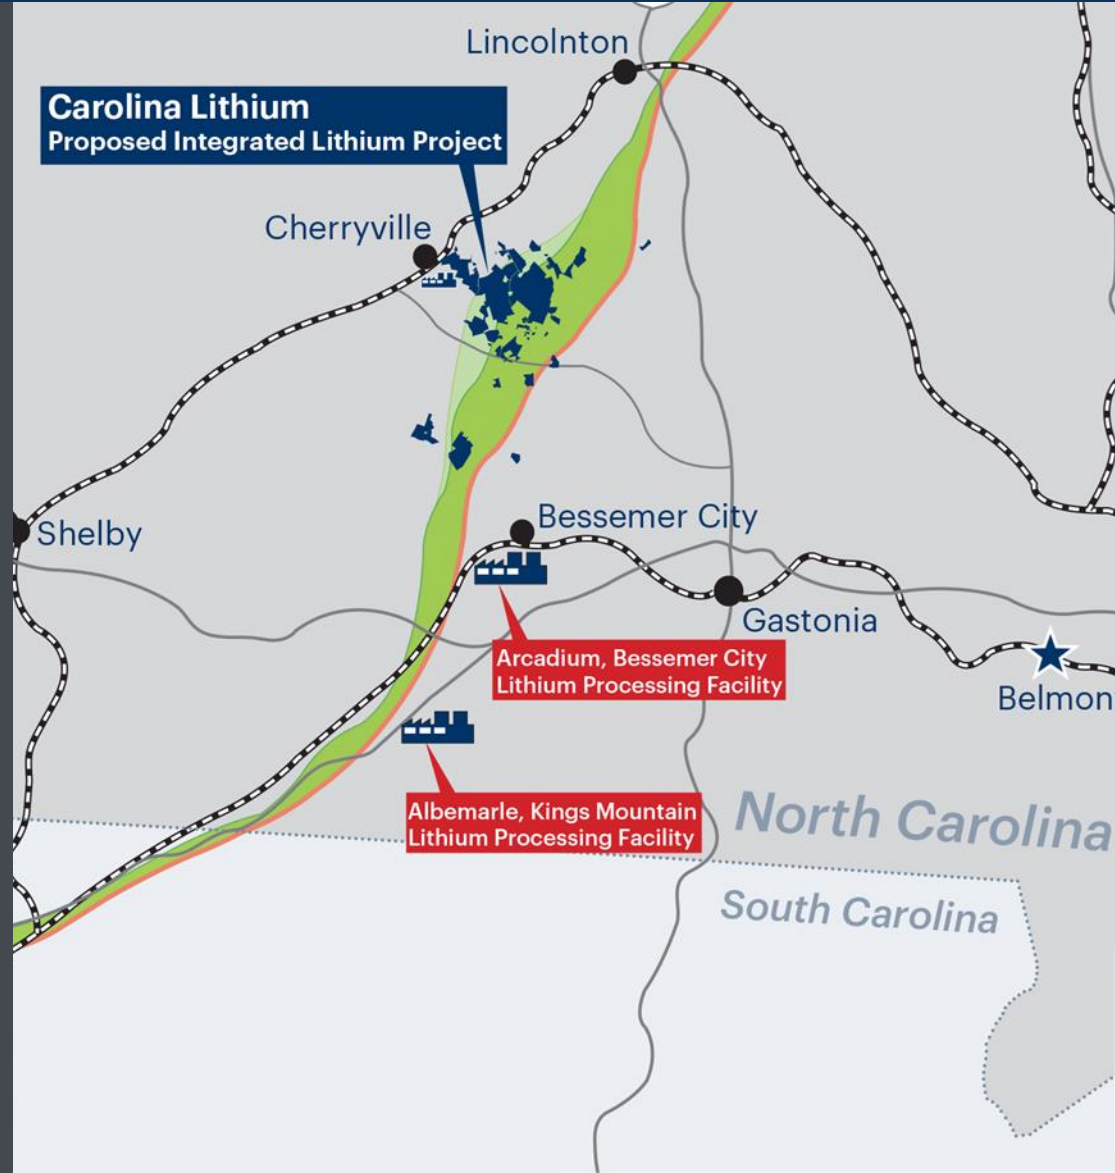 Lincolnton
Carolina Lithium
Proposed Integrated Lithium Project
Cherryville
Bessemer City
Shelby
Gastonia
Arcadium, Bessemer City
Lithium Processing Facility
Belmon
Albemarle, Kings Mountain
Lithium Processing Facility
North Carolina
South Carolina